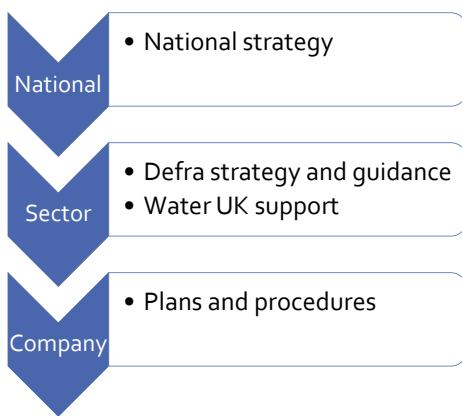 National
• National strategy
Sector
• Defra strategy and guidance
• Water UK support
Company
• Plans and procedures